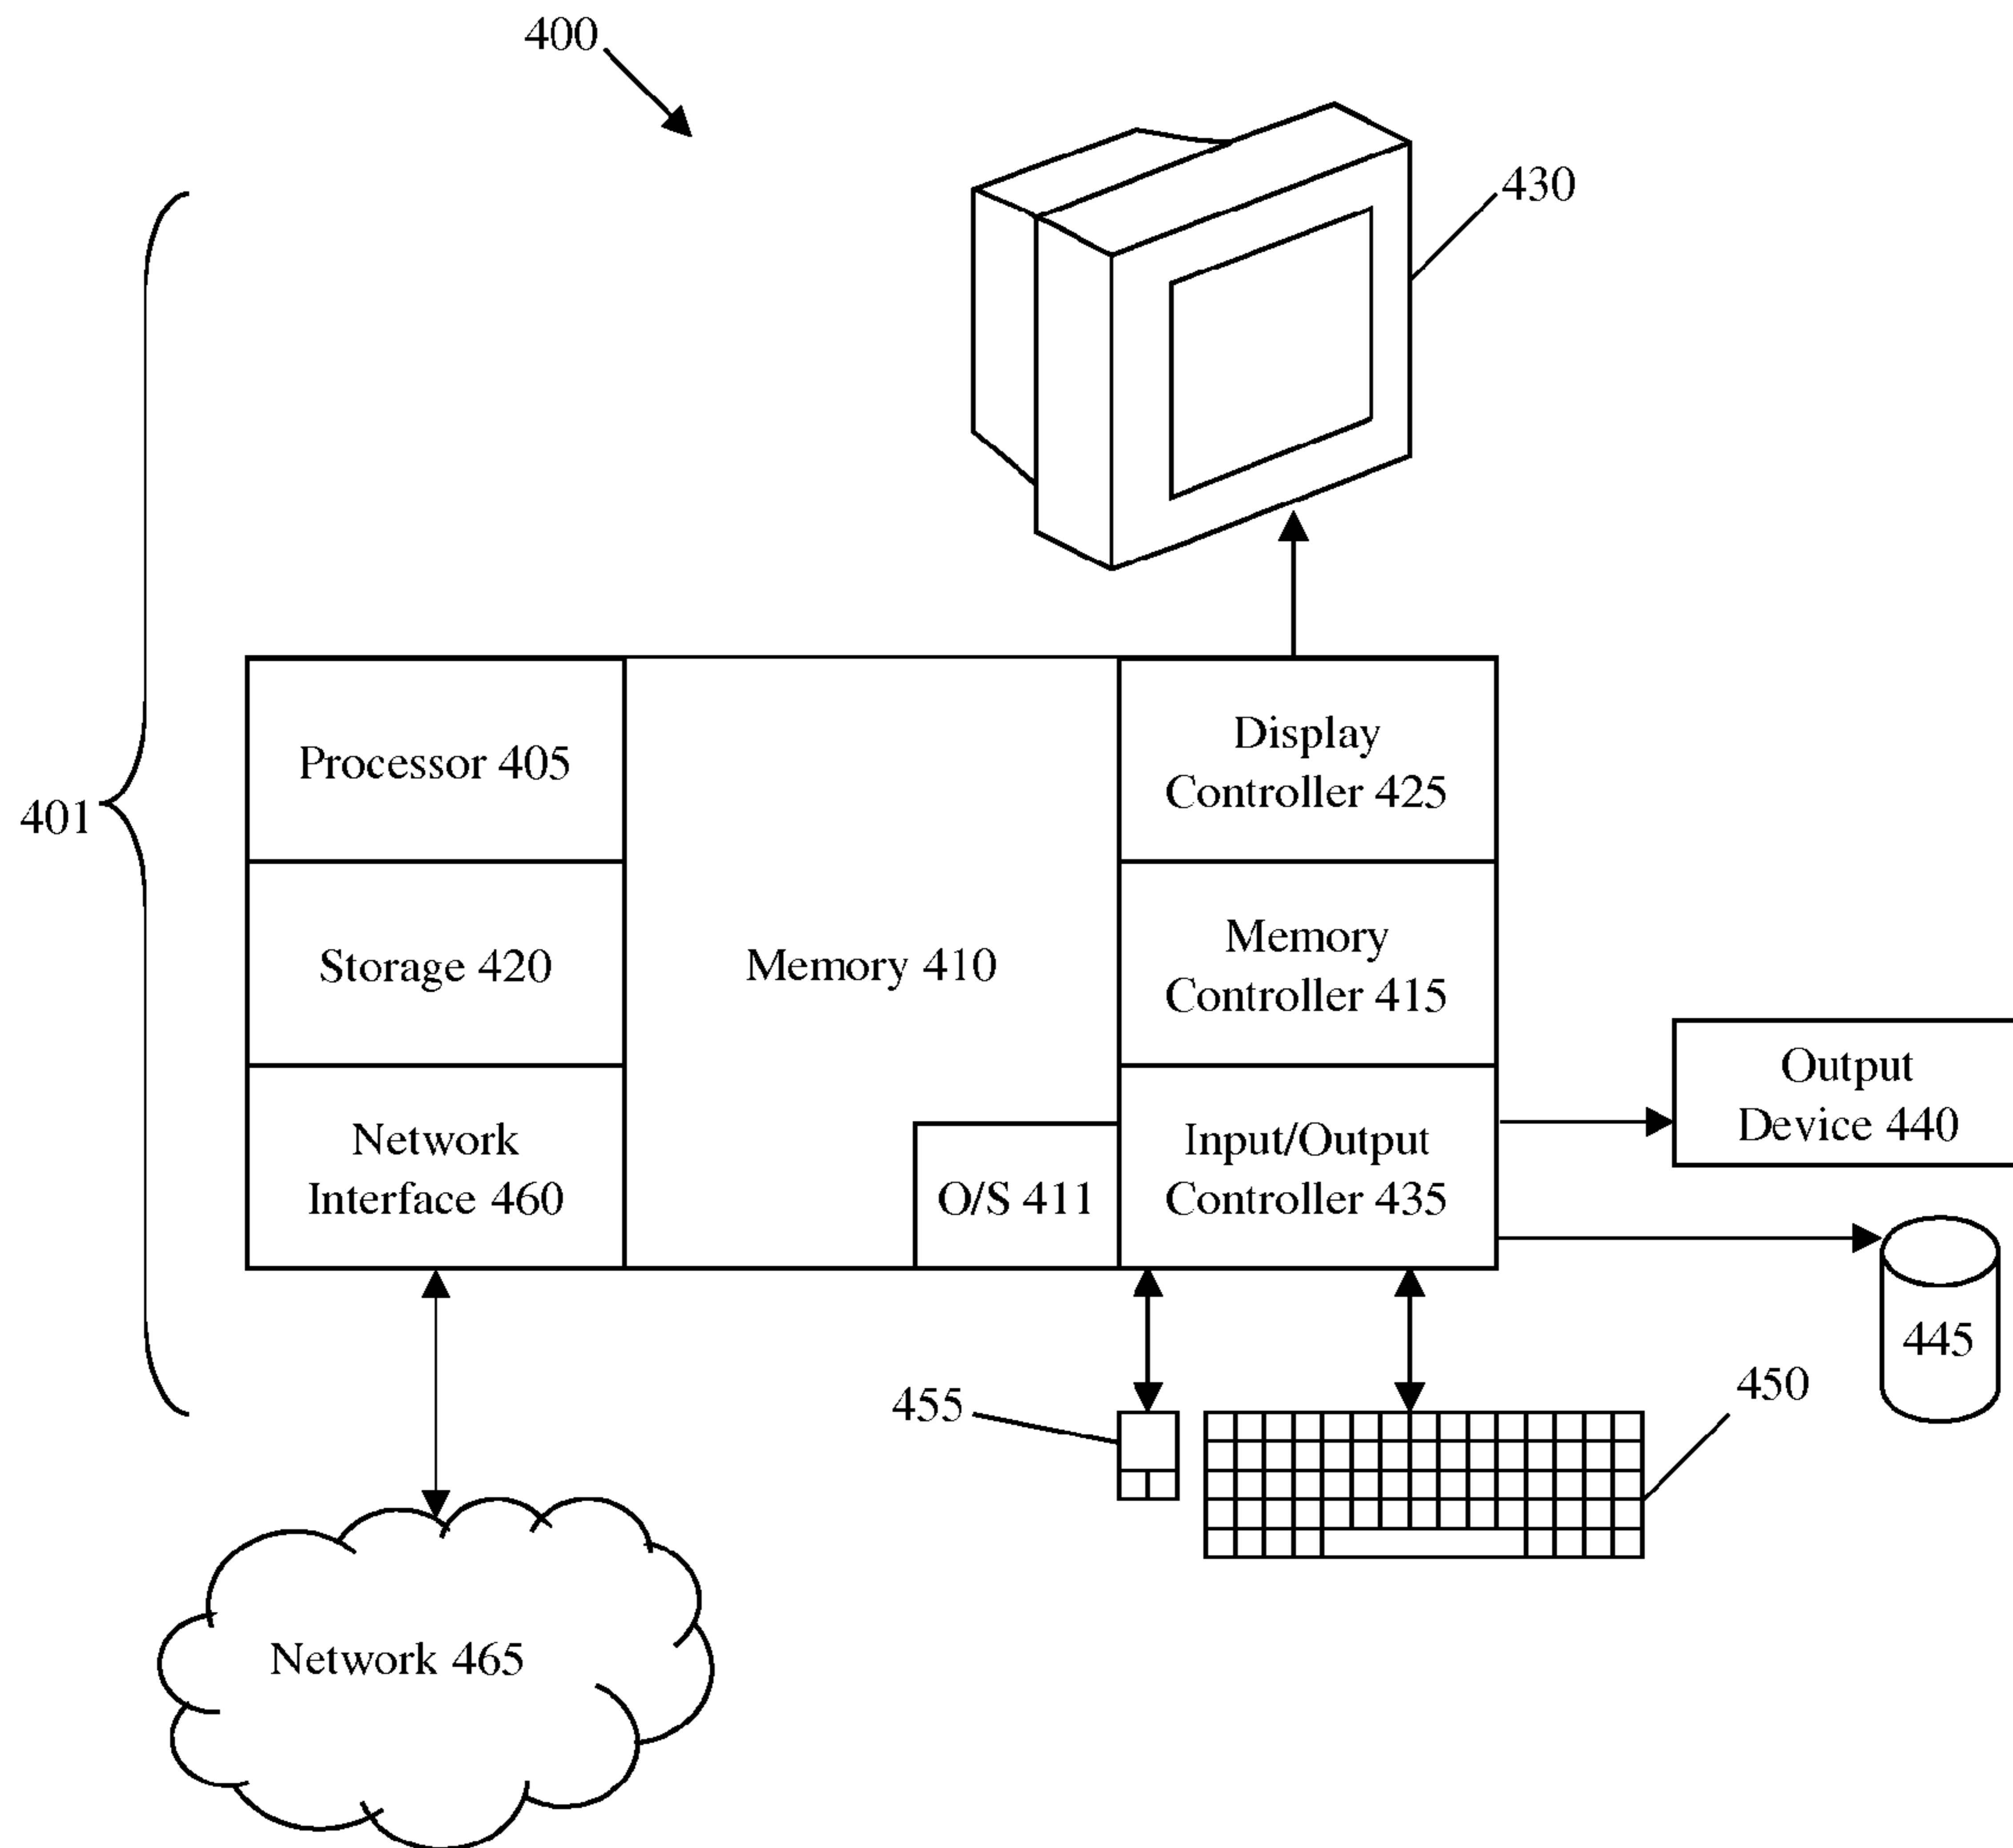 400
430
401
Processor 405
Storage 420
Network
Interface 460
Memory 410
O/S 411
Display
Controller 425
Memory
Controller 415
Input/Output
Controller 435
Output
Device 440
445
455
450
Network 465